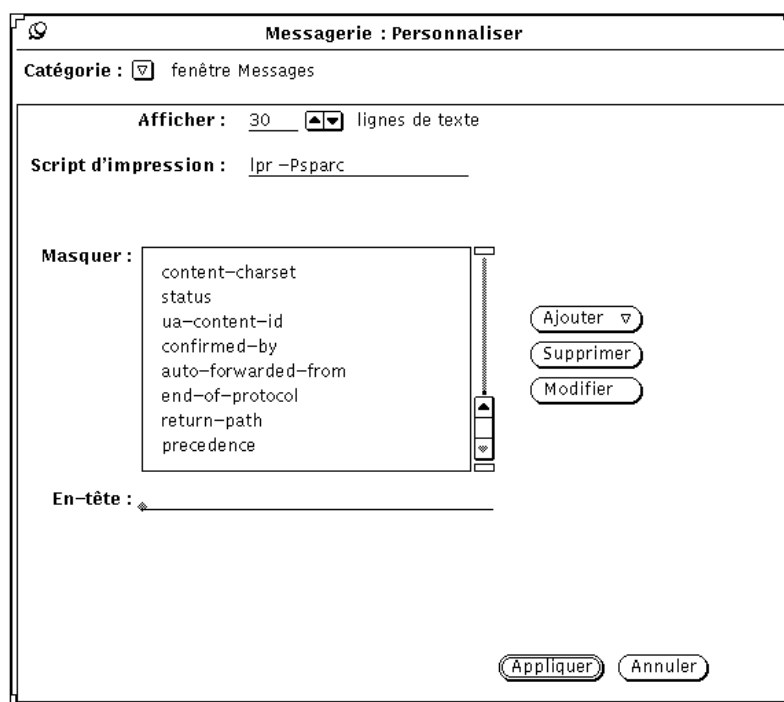 Messagerie : Personnaliser
Catégorie : fenêtre Messages
Afficher : 30 lignes de texte
Script d'impression : lpr -Psparc
Masquer :
content-charset
status
ua-content-id
confirmed-by
auto-forwarded-from
end-of-protocol
return-path
precedence
Ajouter
Supprimer
Modifier
En-tête :
Appliquer Annuler